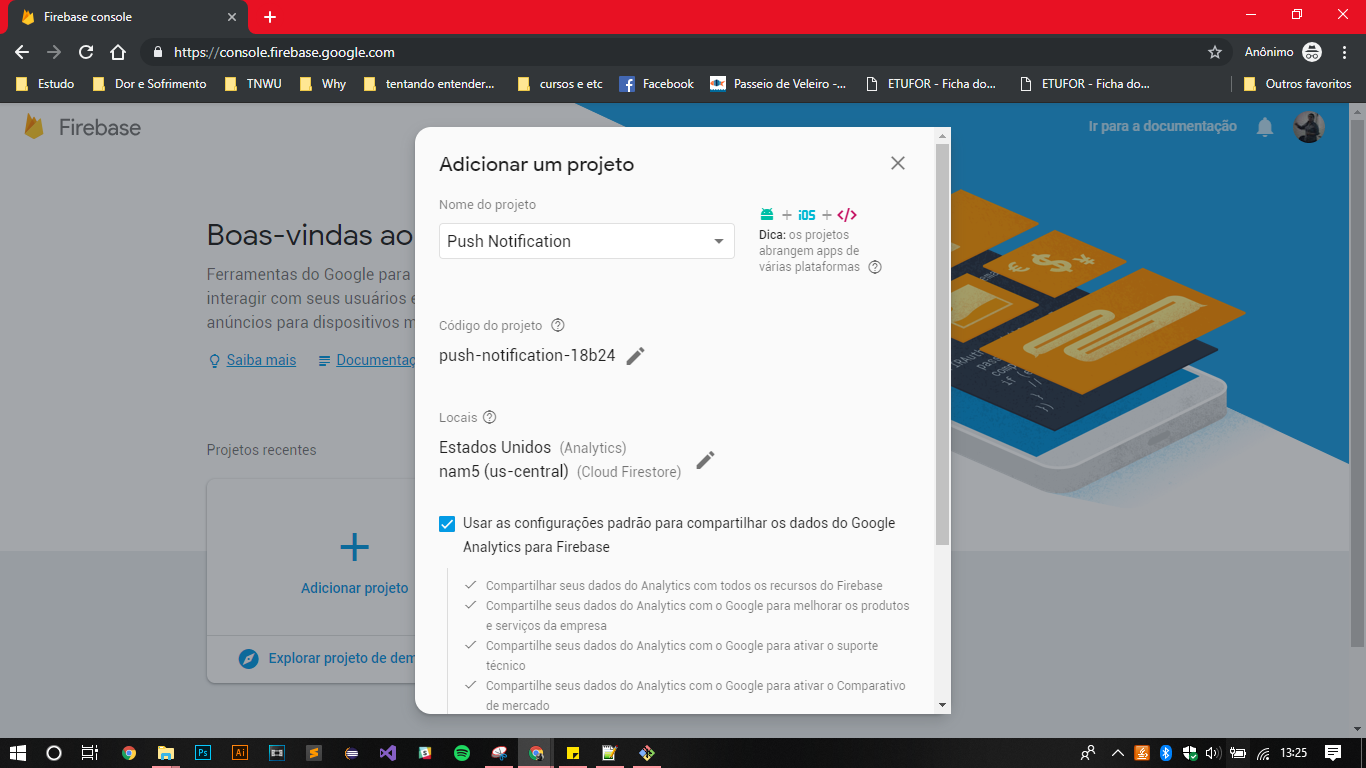 Firebase console
https://console.firebase.google.com
Anônimo
Estudo
Dor e Sofrimento
TNWU
Why
tentando entender...
cursos e etc
Facebook
Passeio de Veleiro -...
ETUFOR - Ficha do...
ETUFOR - Ficha do...
Outros favoritos
Firebase
Ir para a documentação
Boas-vindas ao
Ferramentas do Google para
interagir com seus usuários e
anúncios para dispositivos m
Saiba mais
Documentaç
Projetos recentes
Adicionar projeto
Explorar projeto de dem
Adicionar um projeto
Nome do projeto
Push Notification
+ iOS + </>
Dica: os projetos
abrangem apps de
várias plataformas
Código do projeto
push-notification-18b24
Locais
Estados Unidos (Analytics)
nam5 (us-central) (Cloud Firestore)
Usar as configurações padrão para compartilhar os dados do Google
Analytics para Firebase
Compartilhar seus dados do Analytics com todos os recursos do Firebase
Compartilhe seus dados do Analytics com o Google para melhorar os produtos
e serviços da empresa
Compartilhe seus dados do Analytics com o Google para ativar o suporte
técnico
Compartilhe seus dados do Analytics com o Google para ativar o Comparativo
de mercado
Ps
Ai
13:25